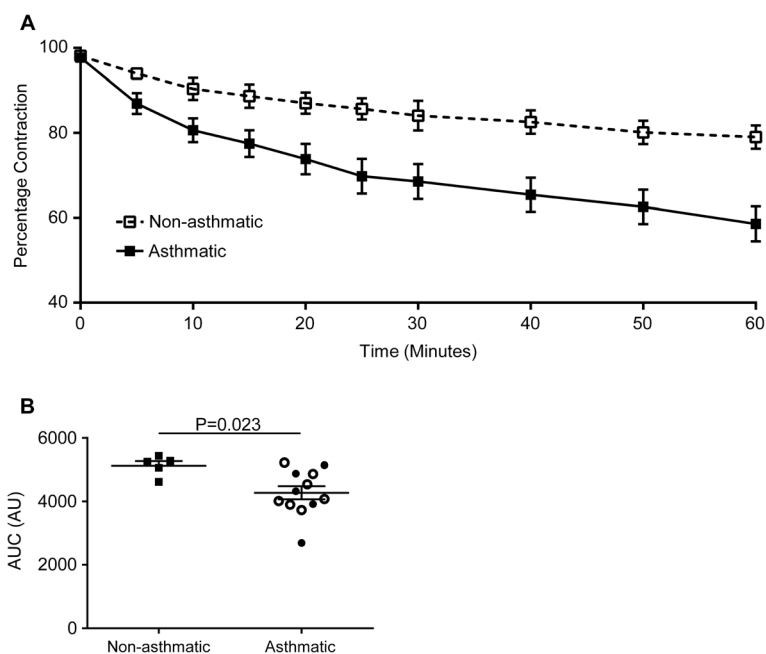 A
100
80
60
40
Percentage Contraction
Non-asthmatic
Asthmatic
0 10 20 30 40 50 60
Time (Minutes)
B
P=0.023
6000
4000
2000
0
AUC (AU)
Non-asthmatic Asthmatic